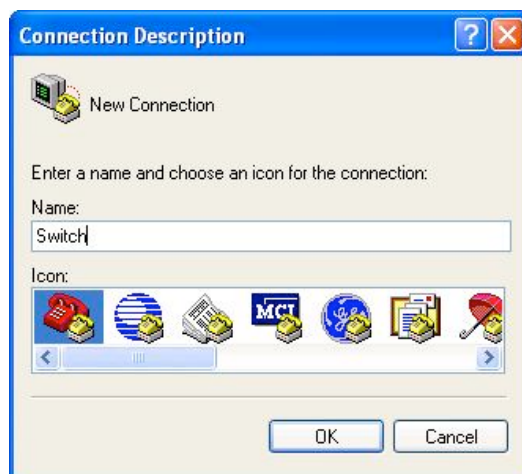 Connection Description
New Connection
Enter a name and choose an icon for the connection:
Name:
Switch
Icon:
MCI
OK
Cancel